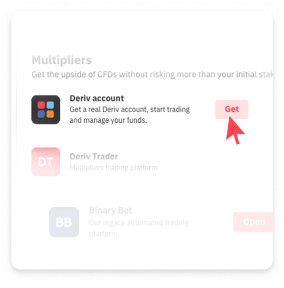 Multipliers
Get the upside of CFDs without risking more than your initial stak
Deriv account
Get a real Deriv account, start trading
and manage your funds.
Get
DT
Deriv Trader
Multipliers trading platform.
BB
Binary Bot
Our legacy automated trading
platform.
Open